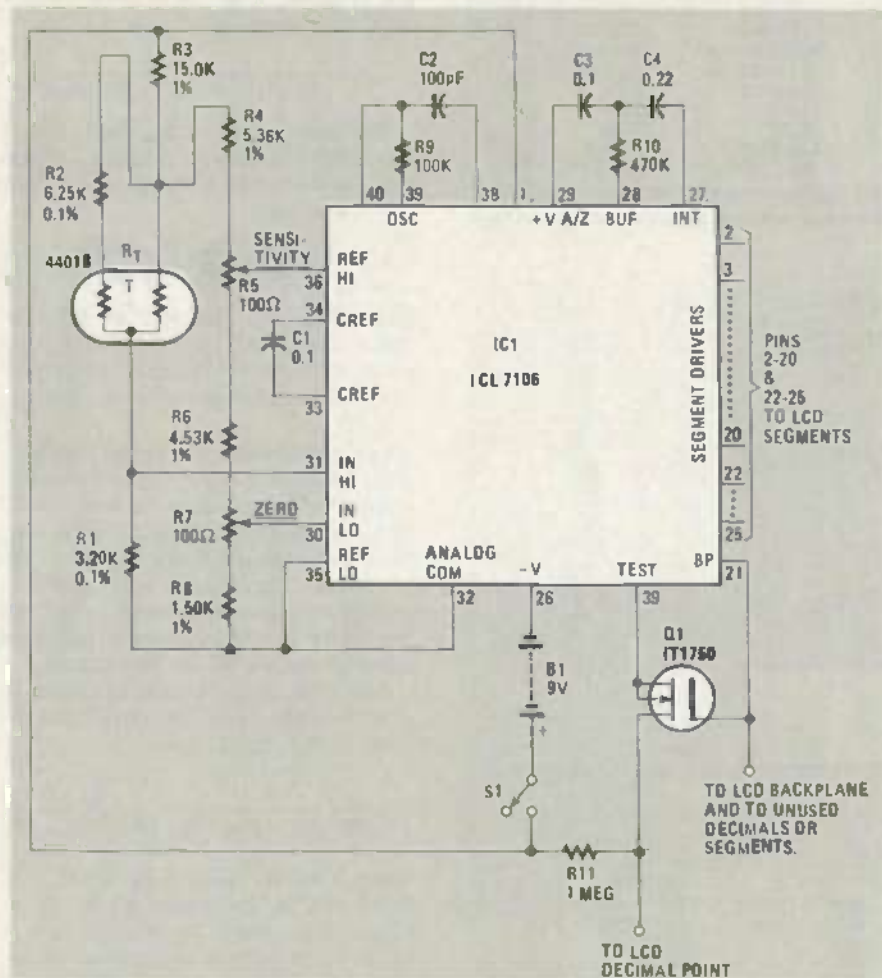 R3
15.0K
1%
R4
5.36K
1%
R2
6.25K
0.1%
4401B
RT
T
SENSI-
TIVITY
R5
100Ω
C1
0.1
R6
4.53K
1%
R7
100Ω
ZERO
R1
3.20K
0.1%
R8
1.50K
1%
C2
100pF
R9
100K
C3
0.1
C4
0.22
R10
470K
40 39 38 1 29 28 27
OSC +V A/Z BUF INT
REF
HI
36
34 CREF
33 CREF
31 IN
HI
IN
30 LO
REF
35 LO
ANALOG
COM
32
IC1
ICL7106
SEGMENT DRIVERS
2
3
20
22
25
PINS
2-20
&
22-25
TO LCD
SEGMENTS
-V
26
TEST
39
BP
21
Q1
IT1750
B1
9V
+
S1
R11
1 MEG
TO LCD BACKPLANE
AND TO UNUSED
DECIMALS OR
SEGMENTS.
TO LCD
DECIMAL POINT